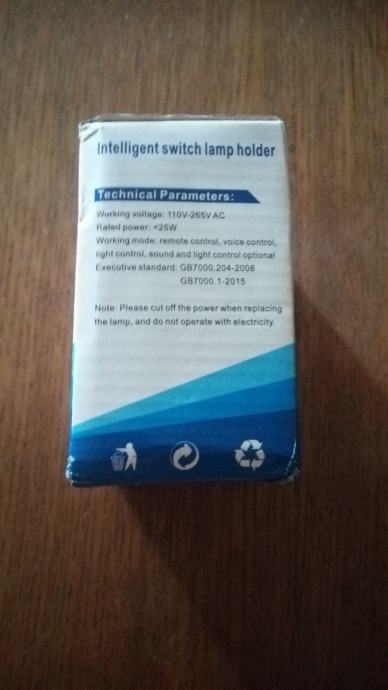 Intelligent switch lamp holder
Technical Parameters:
Working voltage: 110V-265V AC
Rated power: <25W
Working mode: remote control, voice control,
light control, sound and light control optional
Executive standard: GB7000.204-2008
GB7000.1-2015
Note: Please cut off the power when replacing
the lamp, and do not operate with electricity.